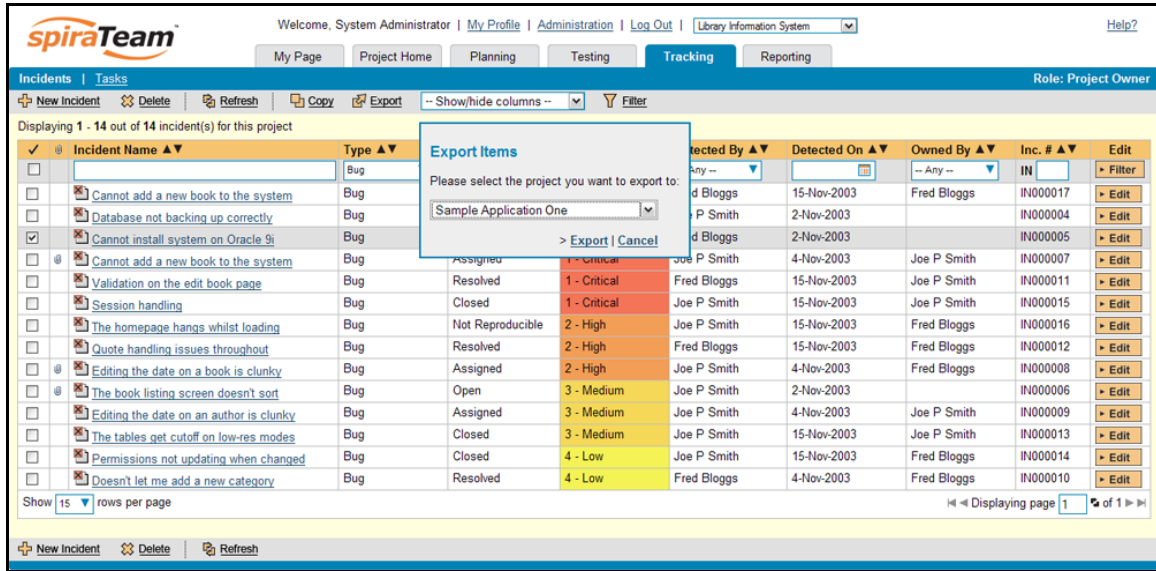 spiraTeam
Welcome, System Administrator | My Profile | Administration | Log Out | Library Information System
Help?
My Page Project Home Planning Testing Tracking Reporting
Incidents | Tasks Role: Project Owner
New Incident Delete Refresh Copy Export -- Show/hide columns -- Filter
Displaying 1 - 14 out of 14 incident(s) for this project
Incident Name Type Detected On Owned By Inc. # Edit
Bug -- Any -- IN Filter
Export Items
Please select the project you want to export to:
Sample Application One
> Export | Cancel
Cannot add a new book to the system Bug 15-Nov-2003 Fred Bloggs IN000017 Edit
Database not backing up correctly Bug P Smith 2-Nov-2003 IN000004 Edit
Cannot install system on Oracle 9i Bug Bloggs 2-Nov-2003 IN000005 Edit
Cannot add a new book to the system Bug Assigned 1 - Critical Joe P Smith 4-Nov-2003 Joe P Smith IN000007 Edit
Validation on the edit book page Bug Resolved 1 - Critical Fred Bloggs 15-Nov-2003 Joe P Smith IN000011 Edit
Session handling Bug Closed 1 - Critical Joe P Smith 15-Nov-2003 Joe P Smith IN000015 Edit
The homepage hangs whilst loading Bug Not Reproducible 2 - High Joe P Smith 15-Nov-2003 Fred Bloggs IN000016 Edit
Quote handling issues throughout Bug Resolved 2 - High Fred Bloggs 15-Nov-2003 Fred Bloggs IN000012 Edit
Editing the date on a book is clunky Bug Assigned 2 - High Joe P Smith 4-Nov-2003 Fred Bloggs IN000008 Edit
The book listing screen doesn't sort Bug Open 3 - Medium Joe P Smith 2-Nov-2003 IN000006 Edit
Editing the date on an author is clunky Bug Assigned 3 - Medium Joe P Smith 4-Nov-2003 Joe P Smith IN000009 Edit
The tables get cutoff on low-res modes Bug Closed 3 - Medium Joe P Smith 15-Nov-2003 Joe P Smith IN000013 Edit
Permissions not updating when changed Bug Closed 4 - Low Joe P Smith 15-Nov-2003 Fred Bloggs IN000014 Edit
Doesn't let me add a new category Bug Resolved 4 - Low Fred Bloggs 4-Nov-2003 Fred Bloggs IN000010 Edit
Show 15 rows per page Displaying page 1 of 1
New Incident Delete Refresh